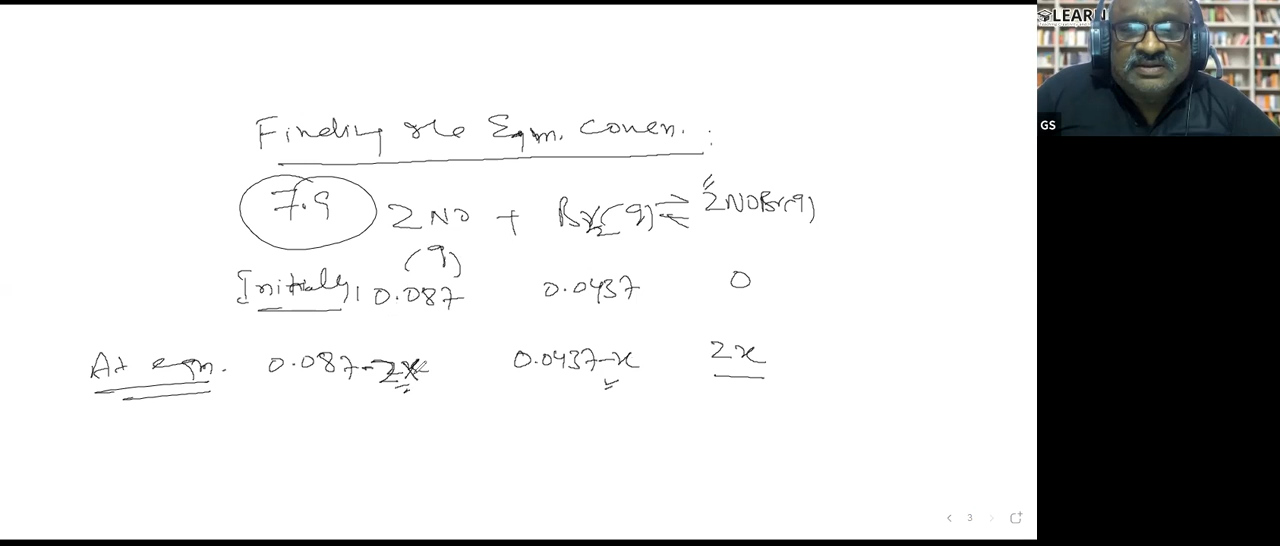 LEARN
GS
Finding the Eqm. concn. :
7.9 2NO + Br2(g) ⇌ 2NOBr(g)
(g)
Initially, 0.087 0.0437 0
At eqm. 0.087-2x 0.0437-x 2x
3